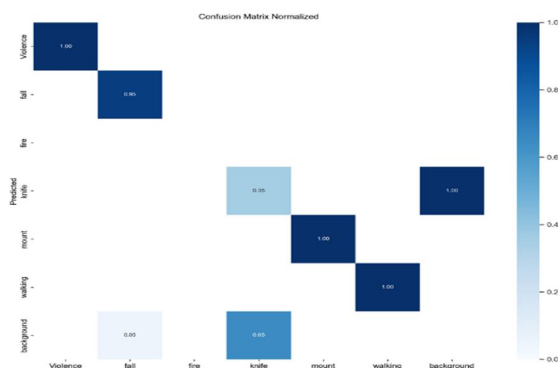 Confusion Matrix Normalized
Violence
fall
fire
knife
mount
walking
background
Predicted
1.00
0.95
0.35 1.00
1.00
1.00
0.05 0.65
Violence fall fire knife mount walking background
1.0
0.8
0.6
0.4
0.2
0.0